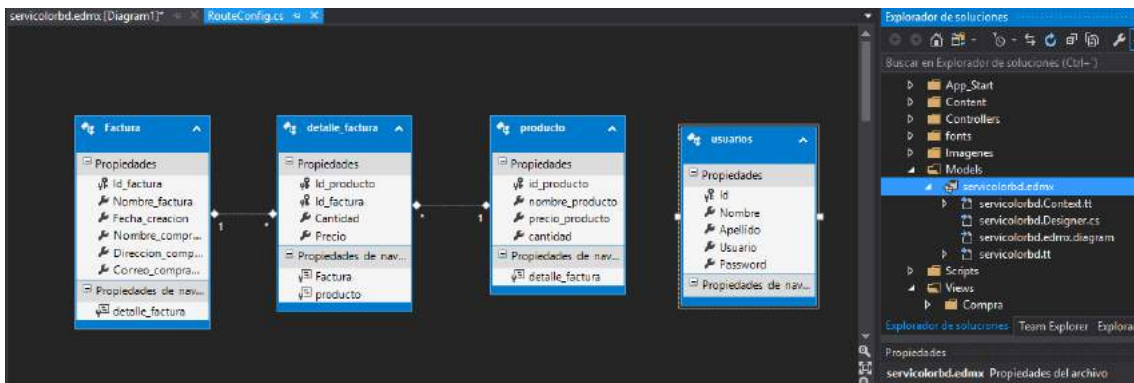 servicolorbd.edmx [Diagram1]*
RouteConfig.cs
Factura
Propiedades
Id_factura
Nombre_factura
Fecha_creacion
Nombre_compr...
Direccion_comp...
Correo_compra...
Propiedades de nav...
detalle_factura
1
*
detalle_factura
Propiedades
Id_producto
Id_factura
Cantidad
Precio
Propiedades de nav...
Factura
producto
*
1
producto
Propiedades
id_producto
nombre_producto
precio_producto
cantidad
Propiedades de nav...
detalle_factura
usuarios
Propiedades
Id
Nombre
Apellido
Usuario
Password
Propiedades de nav...
Explorador de soluciones
Buscar en Explorador de soluciones (Ctrl+')
App_Start
Content
Controllers
fonts
Imagenes
Models
servicolorbd.edmx
servicolorbd.Context.tt
servicolorbd.Designer.cs
servicolorbd.edmx.diagram
servicolorbd.tt
Scripts
Views
Compra
Explorador de soluciones Team Explorer Explora
Propiedades
servicolorbd.edmx Propiedades del archivo